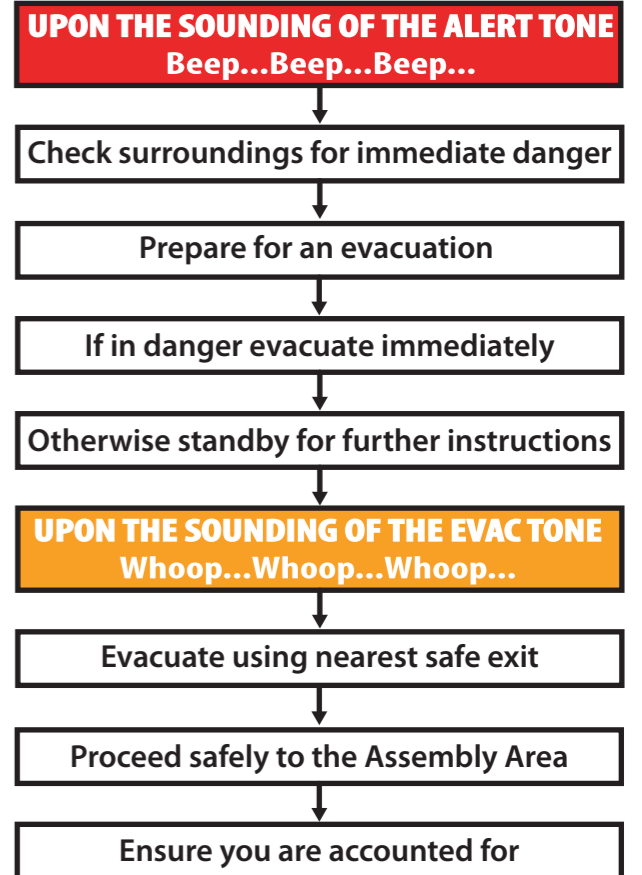 UPON THE SOUNDING OF THE ALERT TONE
Beep...Beep...Beep...
Check surroundings for immediate danger
Prepare for an evacuation
If in danger evacuate immediately
Otherwise standby for further instructions
UPON THE SOUNDING OF THE EVAC TONE
Whoop...Whoop...Whoop...
Evacuate using nearest safe exit
Proceed safely to the Assembly Area
Ensure you are accounted for